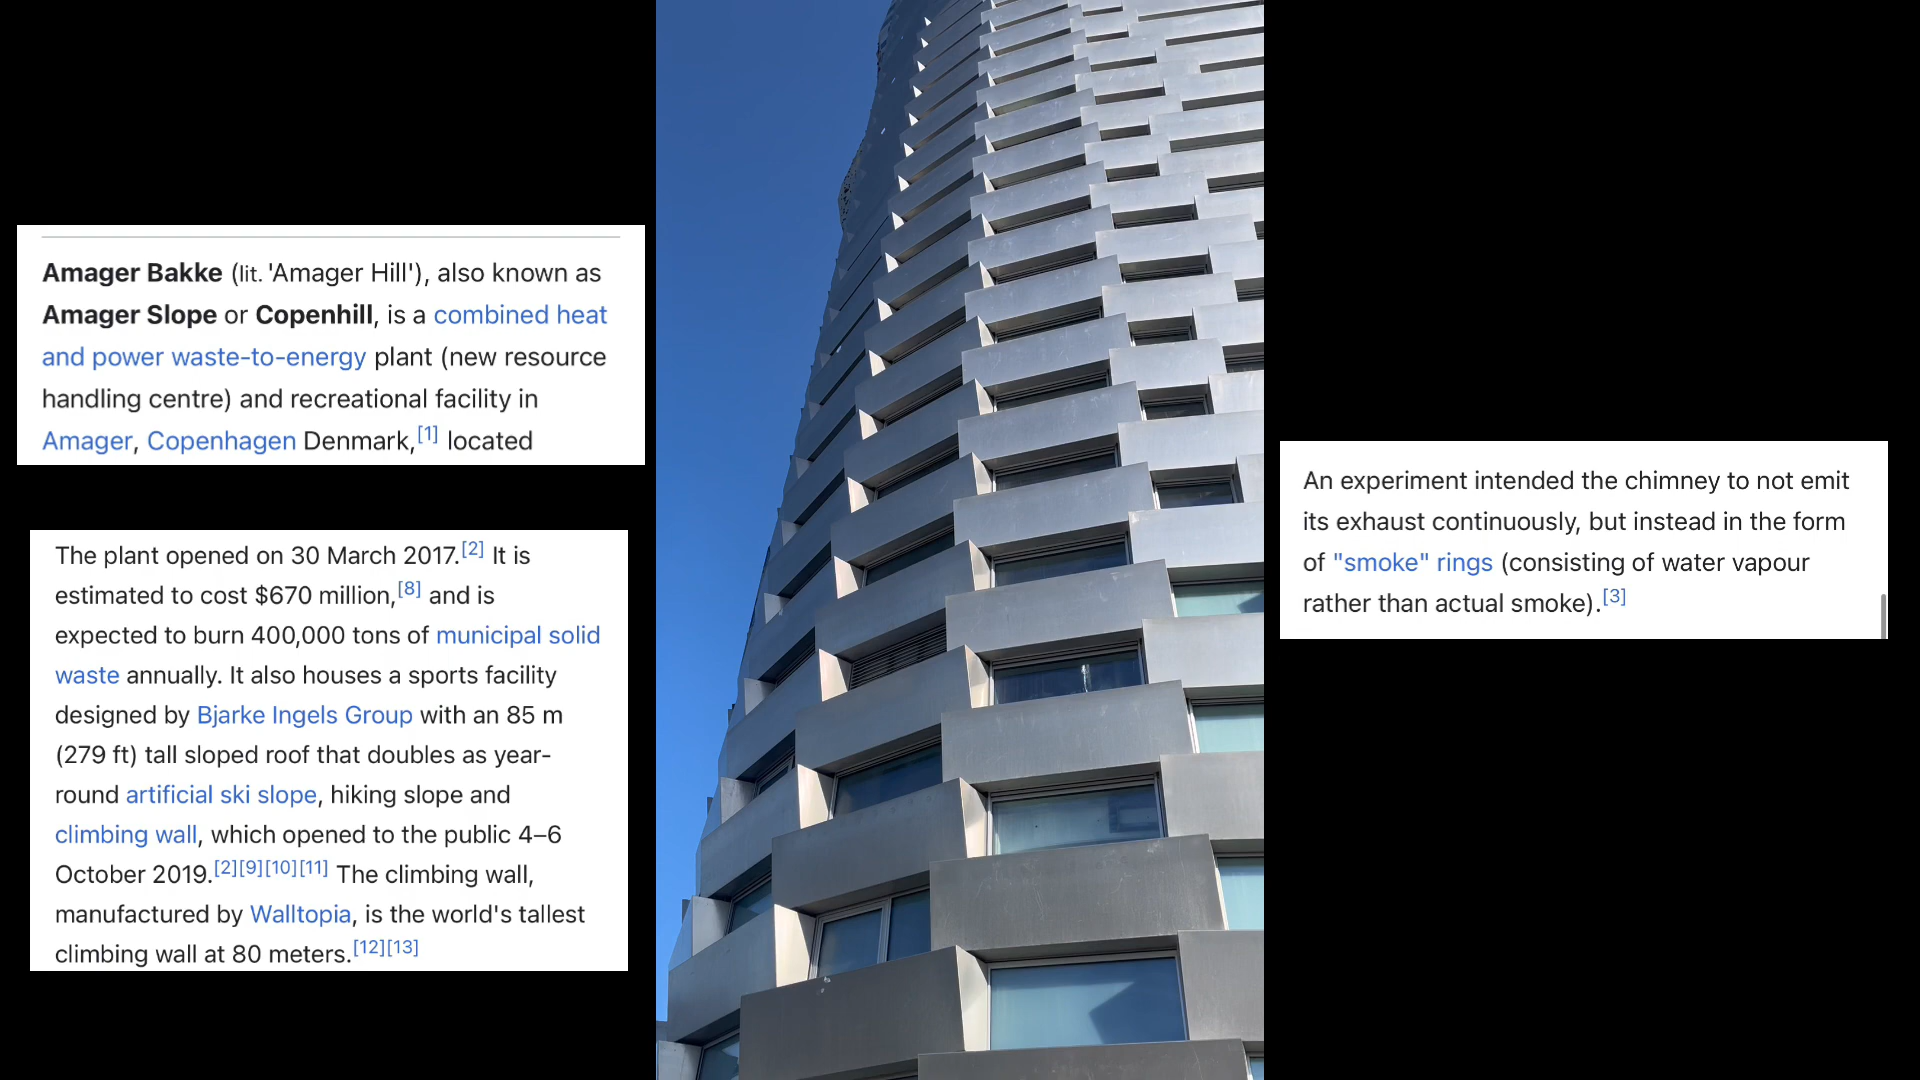 Amager Bakke (lit. 'Amager Hill'), also known as
Amager Slope or Copenhill, is a combined heat
and power waste-to-energy plant (new resource
handling centre) and recreational facility in
Amager, Copenhagen Denmark,[1] located
The plant opened on 30 March 2017.[2] It is
estimated to cost $670 million,[8] and is
expected to burn 400,000 tons of municipal solid
waste annually. It also houses a sports facility
designed by Bjarke Ingels Group with an 85 m
(279 ft) tall sloped roof that doubles as year-
round artificial ski slope, hiking slope and
climbing wall, which opened to the public 4–6
October 2019.[2][9][10][11] The climbing wall,
manufactured by Walltopia, is the world's tallest
climbing wall at 80 meters.[12][13]
An experiment intended the chimney to not emit
its exhaust continuously, but instead in the form
of "smoke" rings (consisting of water vapour
rather than actual smoke).[3]